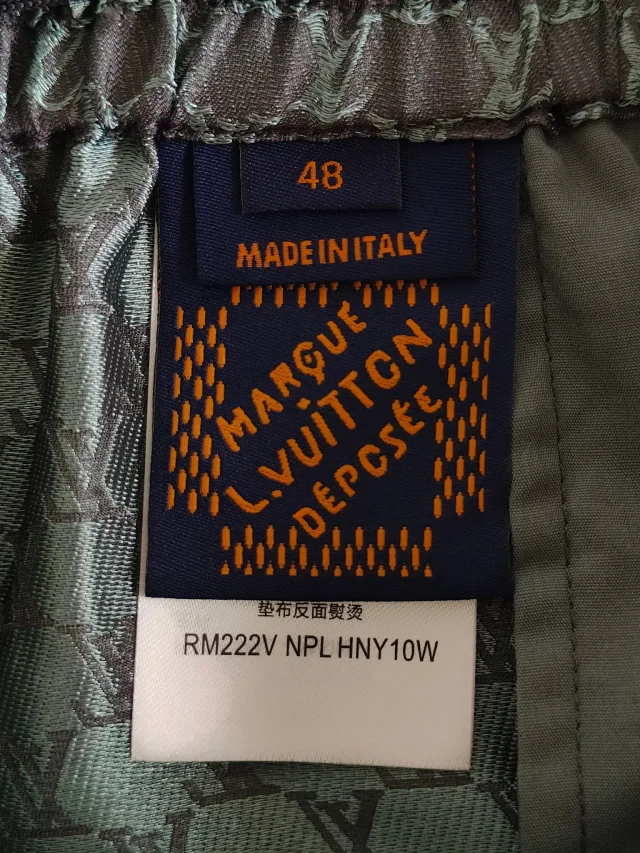 48
MADE IN ITALY
MARQUE
L.VUITTON
DÉPOSÉE
垫布反面熨烫
RM222V NPL HNY10W